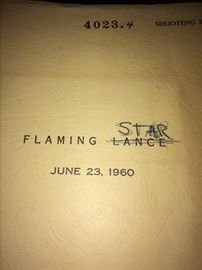 4023.4 SHOOTING
STAR
FLAMING LANCE
JUNE 23, 1960